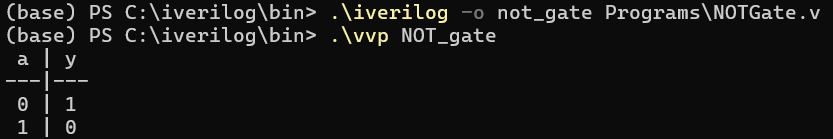 (base) PS C:\iverilog\bin> .\iverilog -o not_gate Programs\NOTGate.v
(base) PS C:\iverilog\bin> .\vvp NOT_gate
 a | y
---|---
 0 | 1
 1 | 0